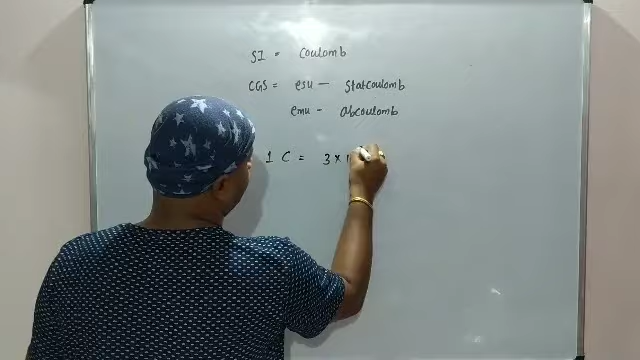 SI = Coulomb
CGS = esu — Statcoulomb
emu - abcoulomb
1 C = 3 × 1